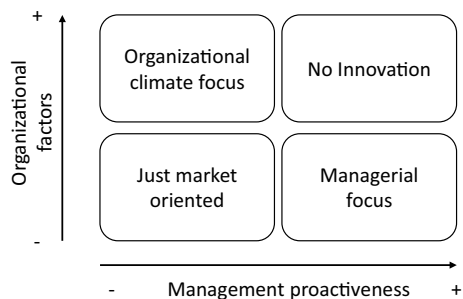 +
Organizational
factors
-
Organizational
climate focus
No Innovation
Just market
oriented
Managerial
focus
-
Management proactiveness
+